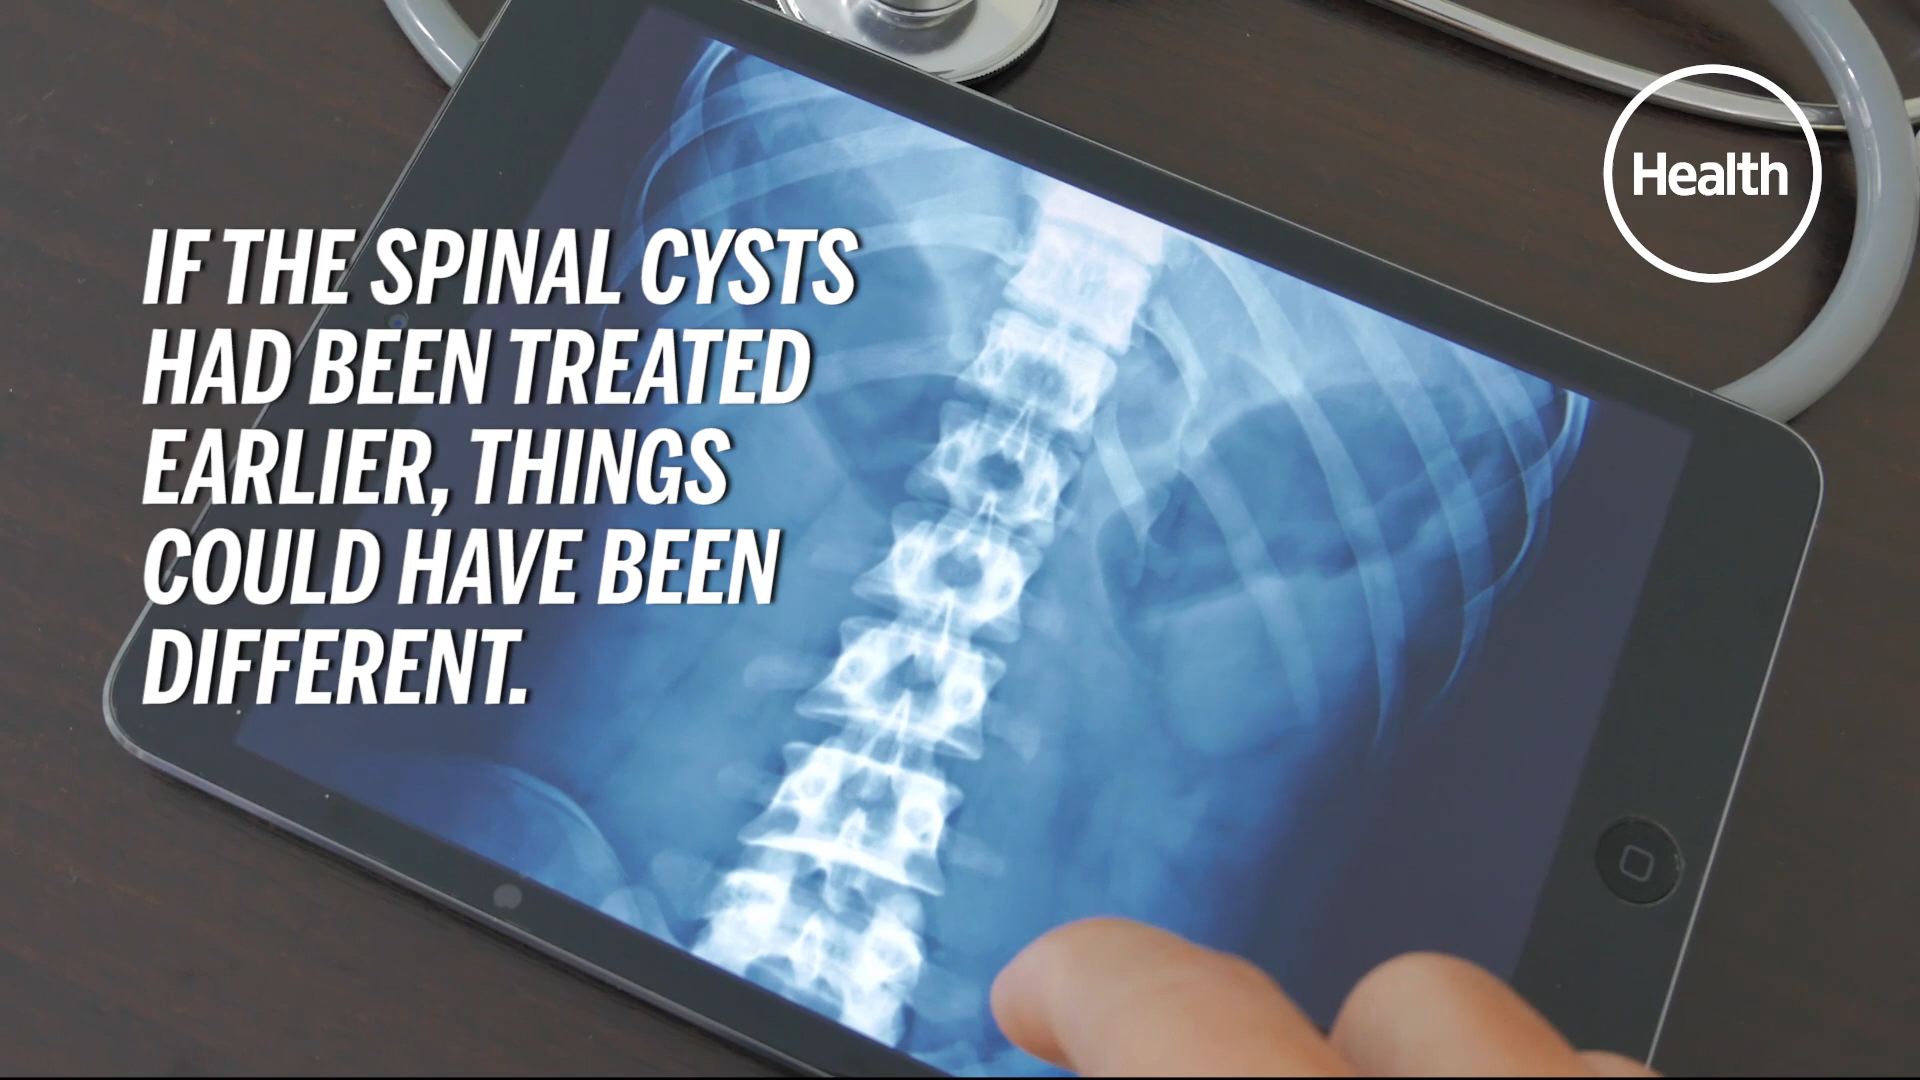 IF THE SPINAL CYSTS
HAD BEEN TREATED
EARLIER, THINGS
COULD HAVE BEEN
DIFFERENT.
Health